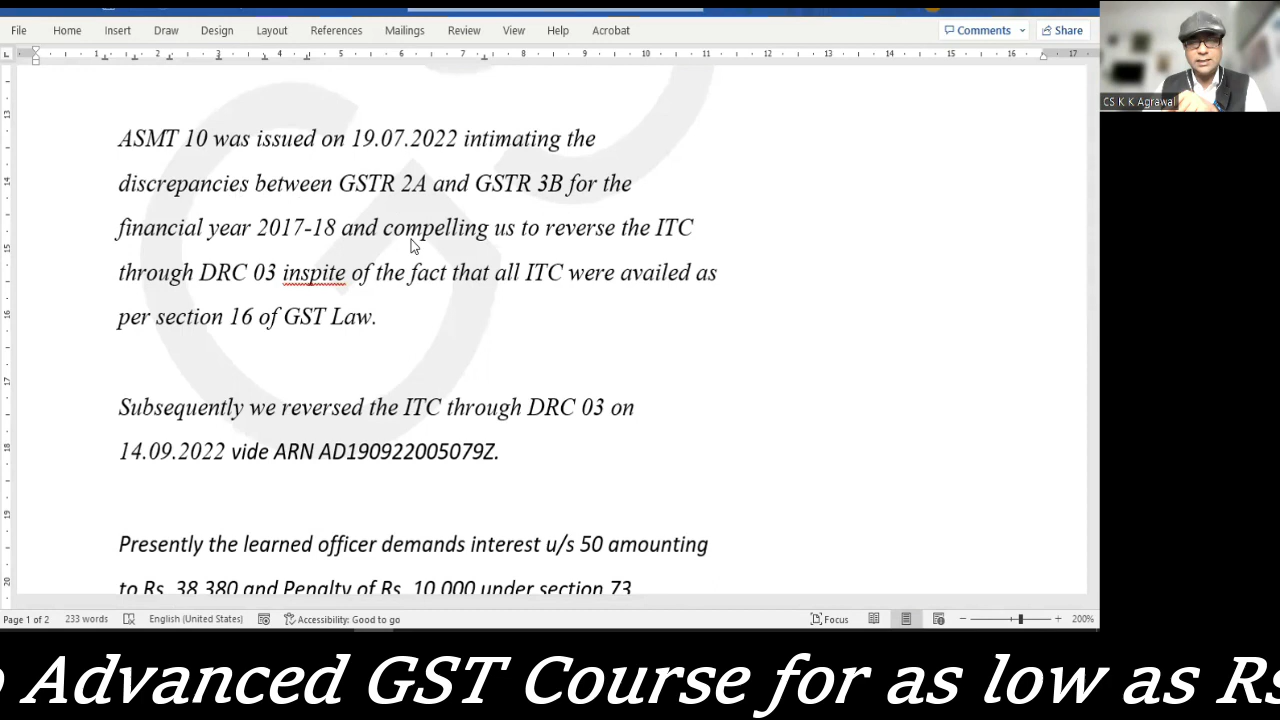 File Home Insert Draw Design Layout References Mailings Review View Help Acrobat Comments Share
CS K K Agrawal
ASMT 10 was issued on 19.07.2022 intimating the
discrepancies between GSTR 2A and GSTR 3B for the
financial year 2017-18 and compelling us to reverse the ITC
through DRC 03 inspite of the fact that all ITC were availed as
per section 16 of GST Law.
Subsequently we reversed the ITC through DRC 03 on
14.09.2022 vide ARN AD190922005079Z.
Presently the learned officer demands interest u/s 50 amounting
to Rs. 38,380 and Penalty of Rs. 10,000 under section 73
Page 1 of 2 233 words English (United States) Accessibility: Good to go Focus 200%
Advanced GST Course for as low as Rs